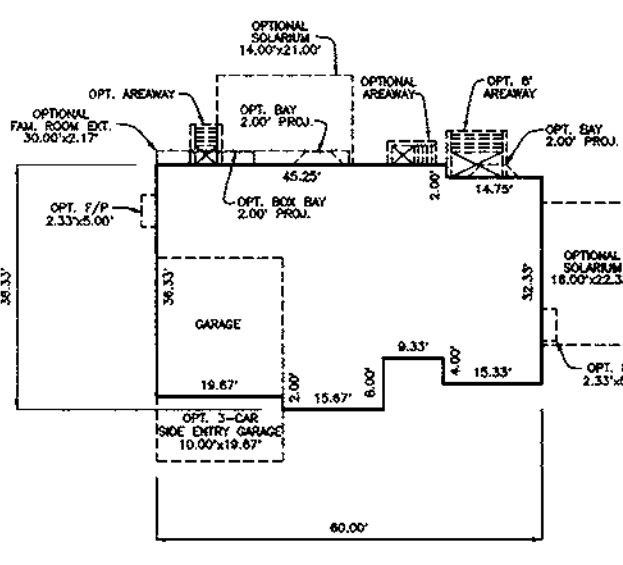 OPTIONAL
SOLARIUM
14.00'x21.00'
OPT. AREAWAY
OPTIONAL
AREAWAY
OPT. 8'
AREAWAY
OPTIONAL
FAM. ROOM EXT.
30.00'x2.17'
OPT. BAY
2.00' PROJ.
OPT. BAY
2.00' PROJ.
45.25'
2.00'
14.75'
OPT. F/P
2.33'x5.00'
OPT. BOX BAY
2.00' PROJ.
OPTIONAL
SOLARIUM
38.33'
36.33'
32.33'
GARAGE
9.33'
4.00'
15.33'
19.67'
2.00'
15.67'
6.00'
OPT.
OPT. 3-CAR
SIDE ENTRY GARAGE
10.00'x19.67'
60.00'